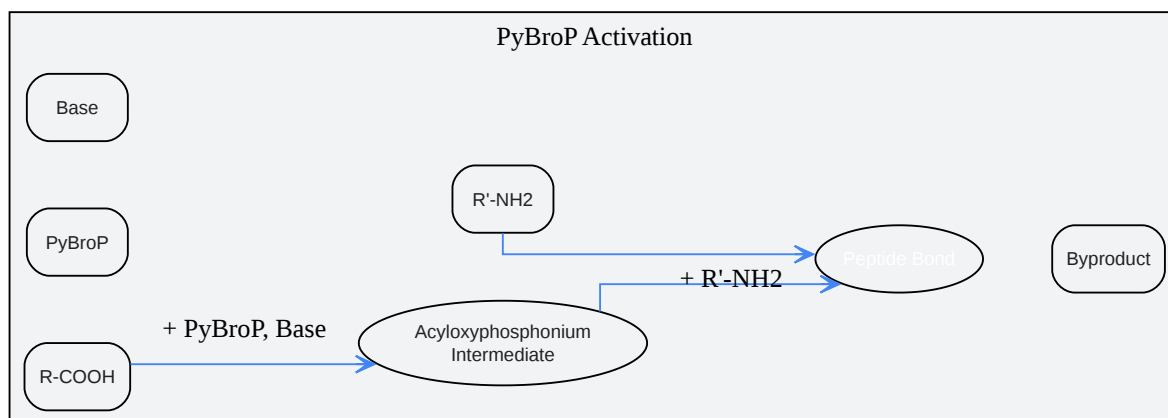 PyBroP Activation
Base
R'-NH2
PyBroP
Peptide Bond
Byproduct
+ R'-NH2
+ PyBroP, Base
Acyloxyphosphonium
Intermediate
R-COOH